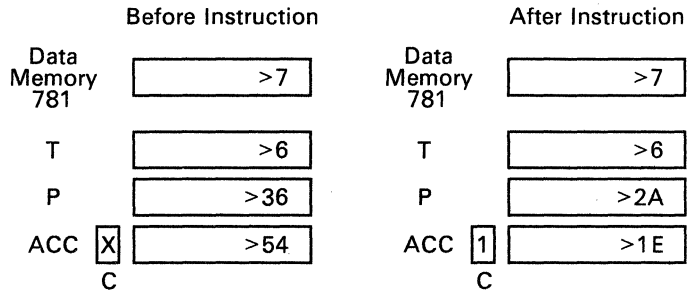 Before Instruction After Instruction
Data Memory 781 >7 Data Memory 781 >7
T >6 T >6
P >36 P >2A
ACC X >54 ACC 1 >1E
C C